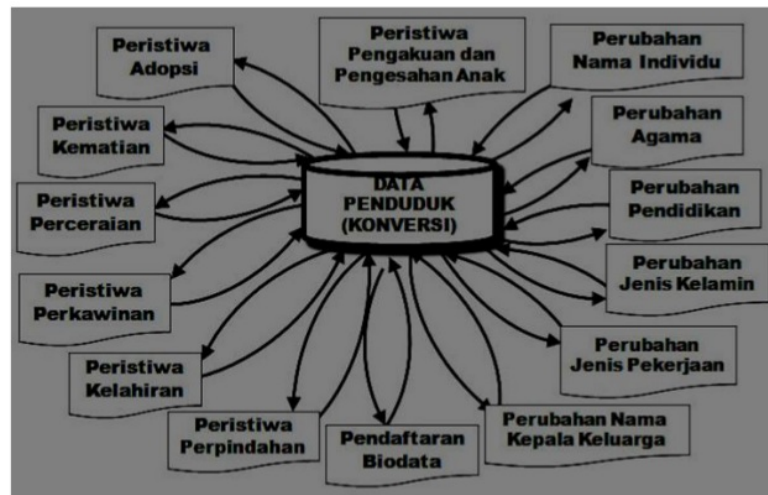 Peristiwa
Adopsi
Peristiwa
Pengakuan dan
Pengesahan Anak
Perubahan
Nama Individu
Peristiwa
Kematian
Perubahan
Agama
DATA
PENDUDUK
(KONVERSI)
Peristiwa
Perceraian
Perubahan
Pendidikan
Peristiwa
Perkawinan
Perubahan
Jenis Kelamin
Peristiwa
Kelahiran
Perubahan
Jenis Pekerjaan
Peristiwa
Perpindahan
Pendaftaran
Biodata
Perubahan Nama
Kepala Keluarga